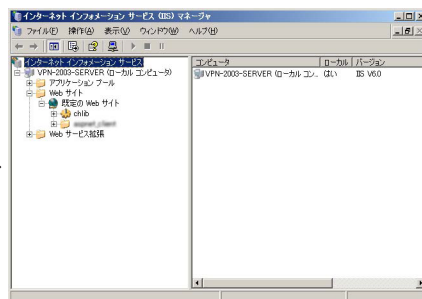 インターネット インフォメーション サービス (IIS) マネージャ
ファイル(F) 操作(A) 表示(V) ウィンドウ(W) ヘルプ(H)
インターネット インフォメーション サービス
VPN-2003-SERVER (ローカル コンピュータ)
アプリケーション プール
Web サイト
既定の Web サイト
chlib
Web サービス拡張
コンピュータ ローカル バージョン
VPN-2003-SERVER (ローカル コン... はい IIS V6.0